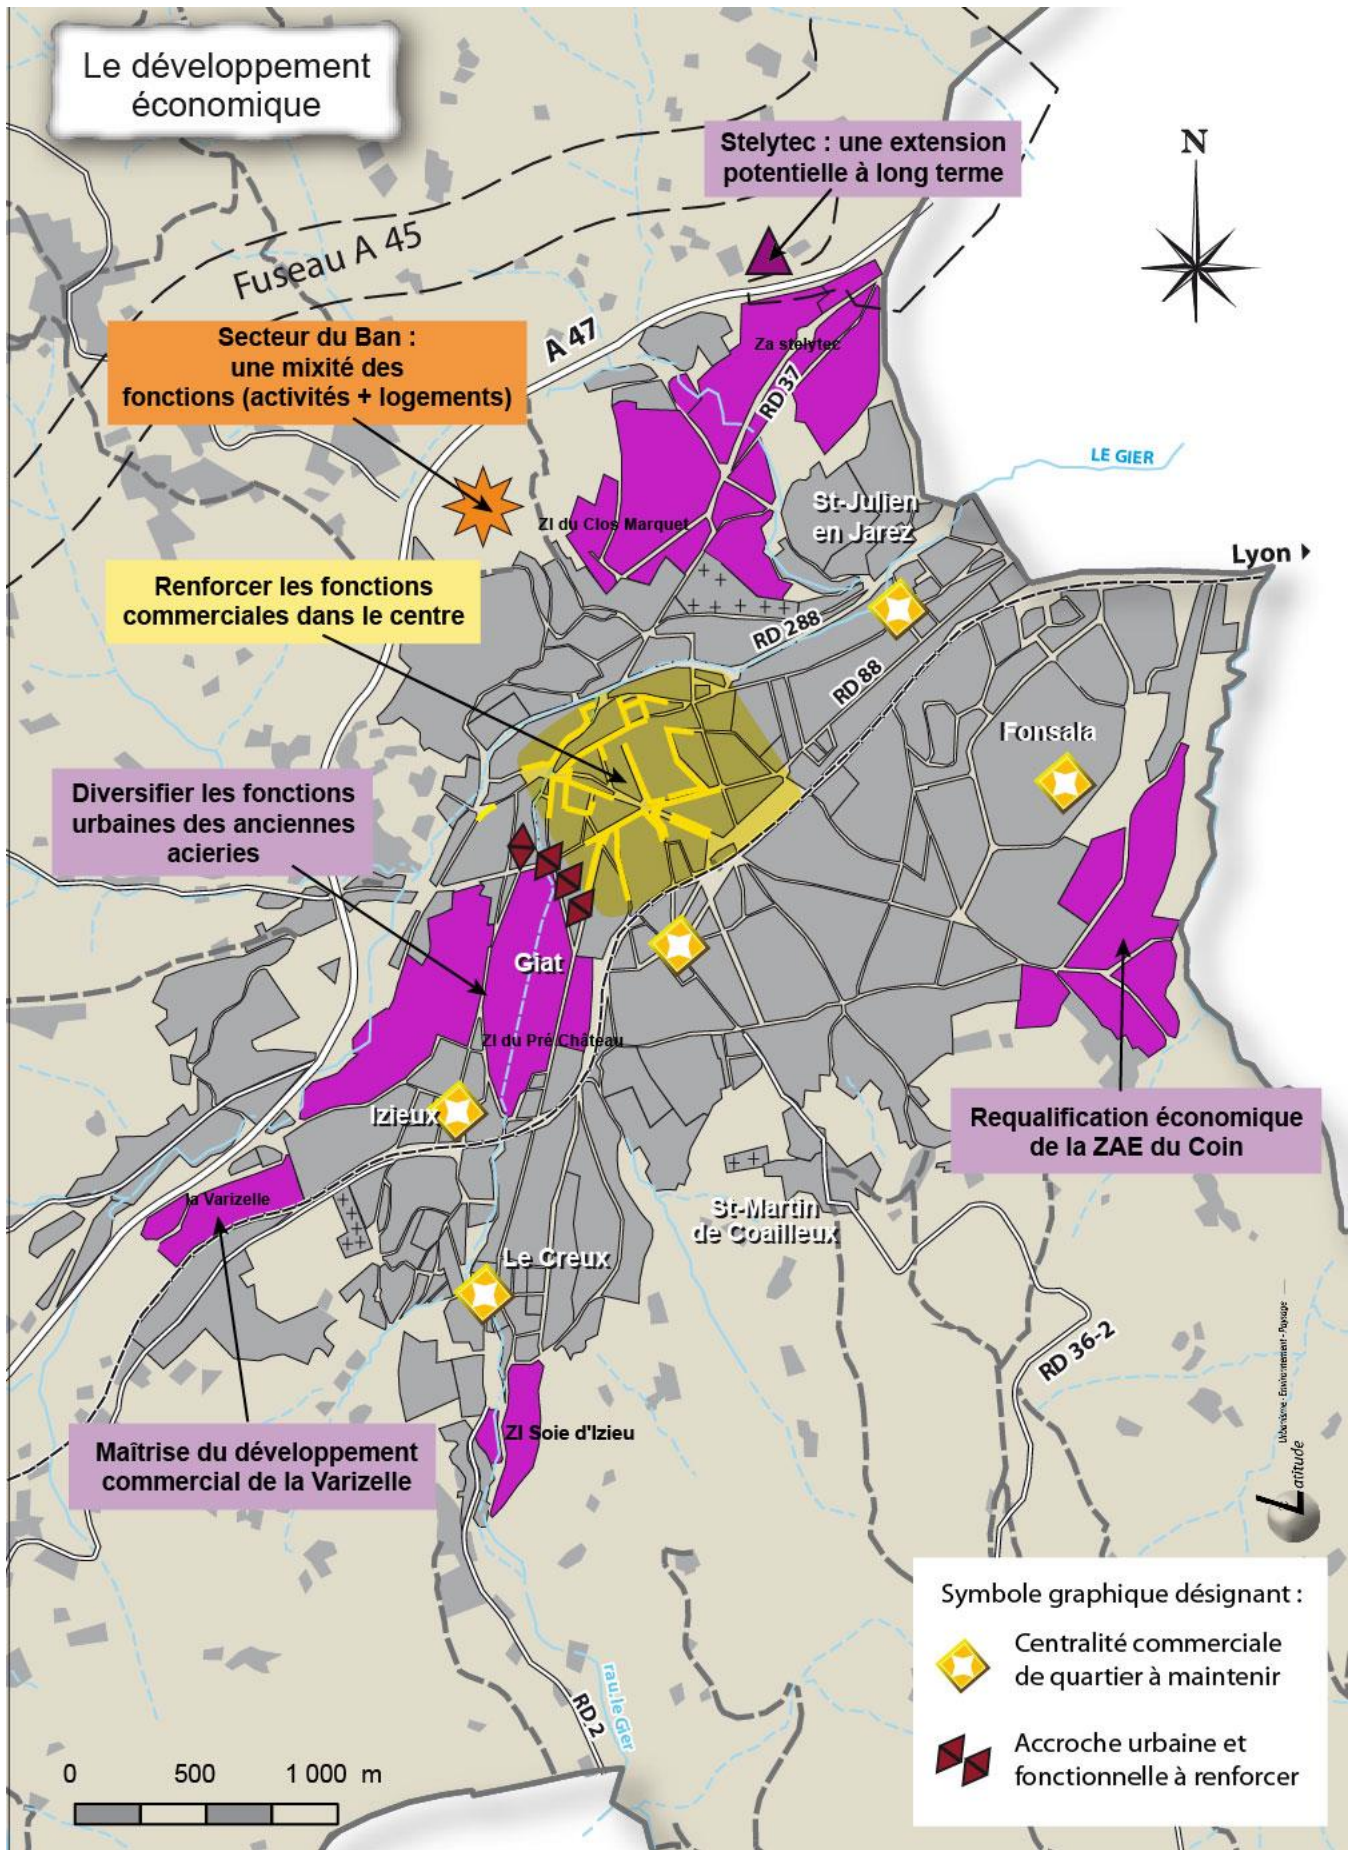 Le développement
économique
Stelytec : une extension
potentielle à long terme
N
Fuseau A 45
A 47
Secteur du Ban :
une mixité des
fonctions (activités + logements)
Za stelytec
RD 37
LE GIER
St-Julien
en Jarez
ZI du Clos Marquet
Lyon
Renforcer les fonctions
commerciales dans le centre
RD 288
RD 88
Fonsala
Diversifier les fonctions
urbaines des anciennes
acieries
Giat
ZI du Pré Château
Izieux
Requalification économique
de la ZAE du Coin
la Varizelle
St-Martin
de Coailleux
Le Creux
RD 36-2
ZI Soie d'Izieu
Maîtrise du développement
commercial de la Varizelle
Urbanisme - Environnement - Paysage
Latitude
rau.le Gier
RD.2
0 500 1 000 m
Symbole graphique désignant :
Centralité commerciale
de quartier à maintenir
Accroche urbaine et
fonctionnelle à renforcer